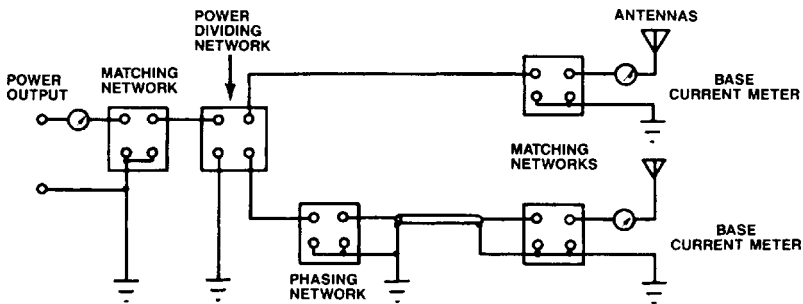 POWER
DIVIDING
NETWORK
ANTENNAS
POWER
OUTPUT
MATCHING
NETWORK
BASE
CURRENT METER
MATCHING
NETWORKS
BASE
CURRENT METER
PHASING
NETWORK